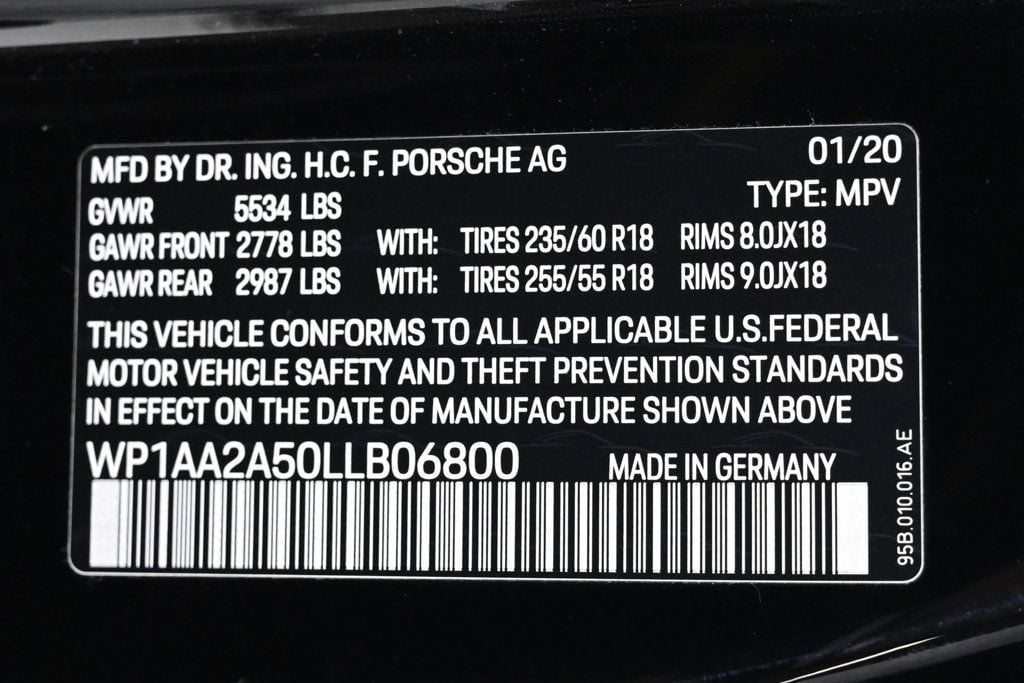 MFD BY DR. ING. H.C. F. PORSCHE AG 01/20
TYPE: MPV
GVWR 5534 LBS
GAWR FRONT 2778 LBS WITH: TIRES 235/60 R18 RIMS 8.0JX18
GAWR REAR 2987 LBS WITH: TIRES 255/55 R18 RIMS 9.0JX18
THIS VEHICLE CONFORMS TO ALL APPLICABLE U.S.FEDERAL
MOTOR VEHICLE SAFETY AND THEFT PREVENTION STANDARDS
IN EFFECT ON THE DATE OF MANUFACTURE SHOWN ABOVE
WP1AA2A50LLB06800 MADE IN GERMANY
95B.010.016.AE